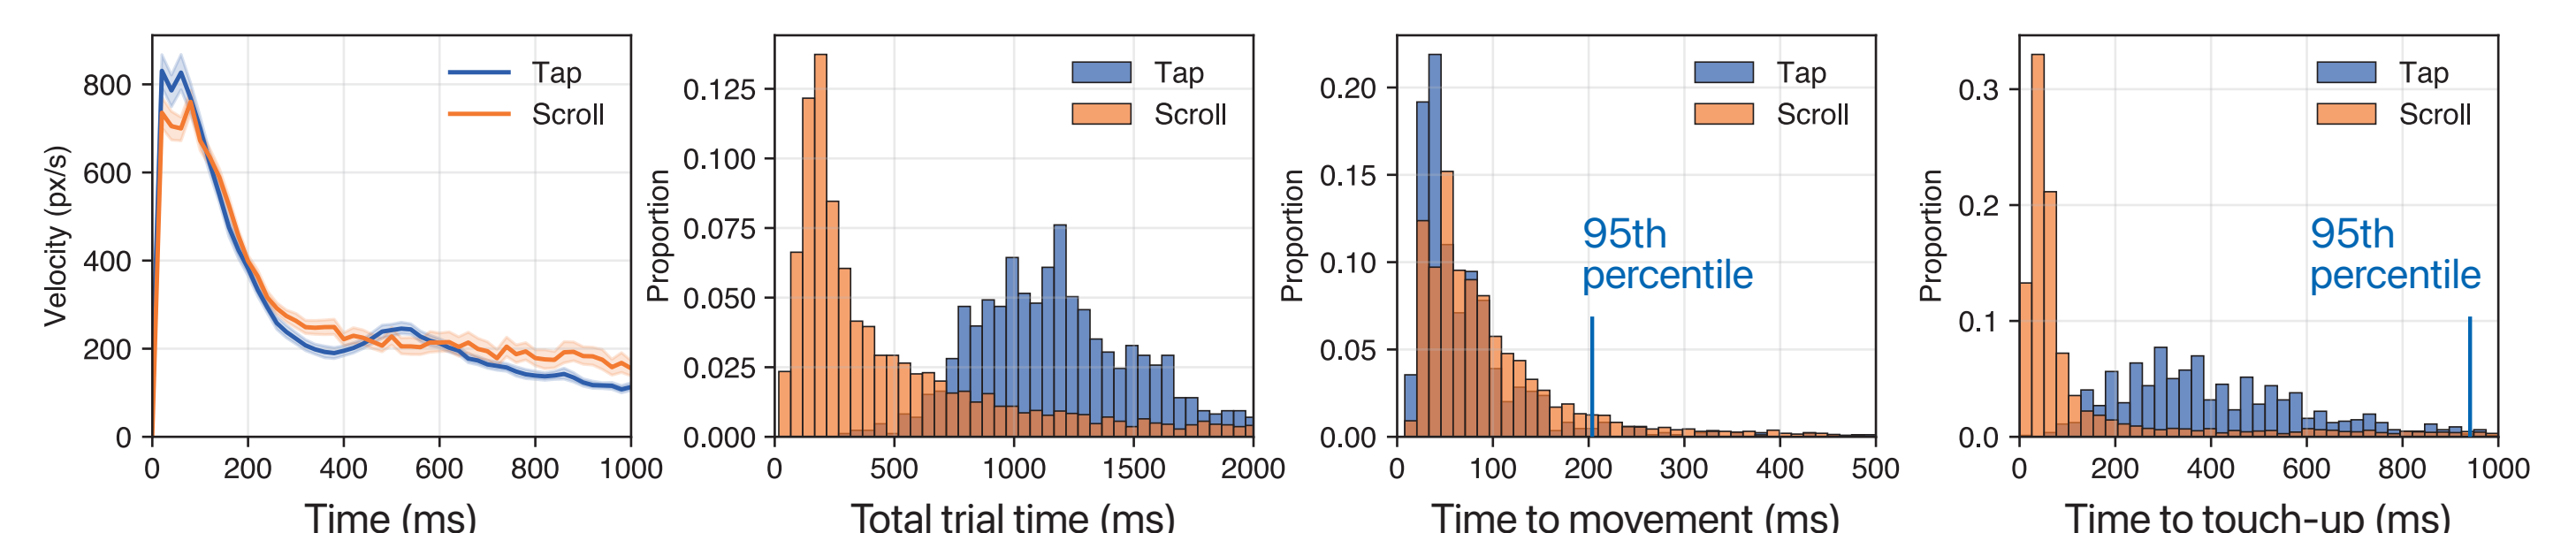 Velocity (px/s)
800
600
400
200
0
0 200 400 600 800 1000
Time (ms)
Tap
Scroll
Proportion
0.125
0.100
0.075
0.050
0.025
0.000
0 500 1000 1500 2000
Total trial time (ms)
Tap
Scroll
Proportion
0.20
0.15
0.10
0.05
0.00
0 100 200 300 400 500
Time to movement (ms)
Tap
Scroll
95th
percentile
Proportion
0.3
0.2
0.1
0.0
0 200 400 600 800 1000
Time to touch-up (ms)
Tap
Scroll
95th
percentile